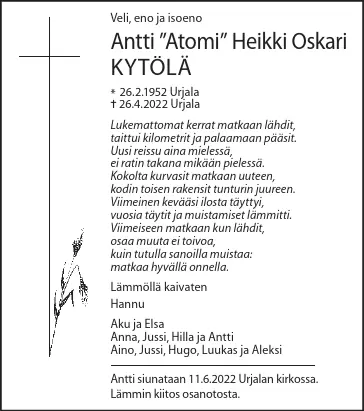 Veli, eno ja isoeno
Antti ”Atomi” Heikki Oskari
KYTÖLÄ
* 26.2.1952 Urjala
† 26.4.2022 Urjala
Lukemattomat kerrat matkaan lähdit,
taittui kilometrit ja palaamaan pääsit.
Uusi reissu aina mielessä,
ei ratin takana mikään pielessä.
Kokolta kurvasit matkaan uuteen,
kodin toisen rakensit tunturin juureen.
Viimeinen kevääsi ilosta täyttyi,
vuosia täytit ja muistamiset lämmitti.
Viimeiseen matkaan kun lähdit,
osaa muuta ei toivoa,
kuin tutulla sanoilla muistaa:
matkaa hyvällä onnella.
Lämmöllä kaivaten
Hannu
Aku ja Elsa
Anna, Jussi, Hilla ja Antti
Aino, Jussi, Hugo, Luukas ja Aleksi
Antti siunataan 11.6.2022 Urjalan kirkossa.
Lämmin kiitos osanotosta.